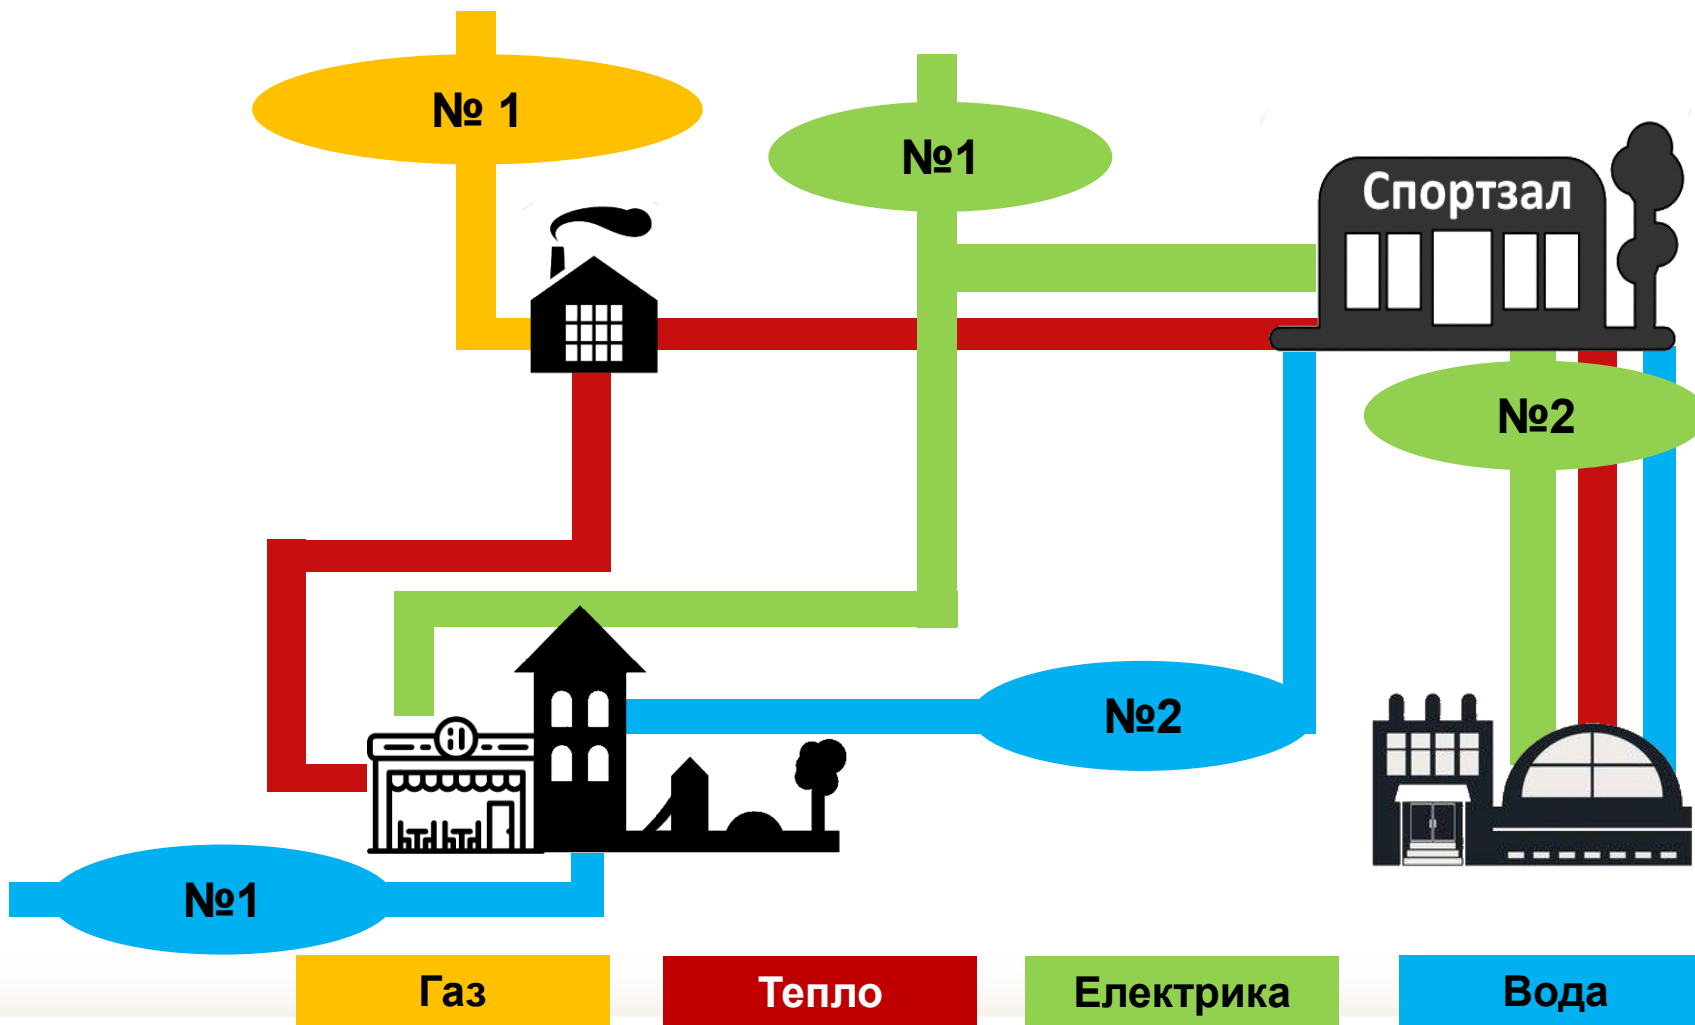 № 1
№1
Спортзал
№2
№2
№1
Газ
Тепло
Електрика
Вода